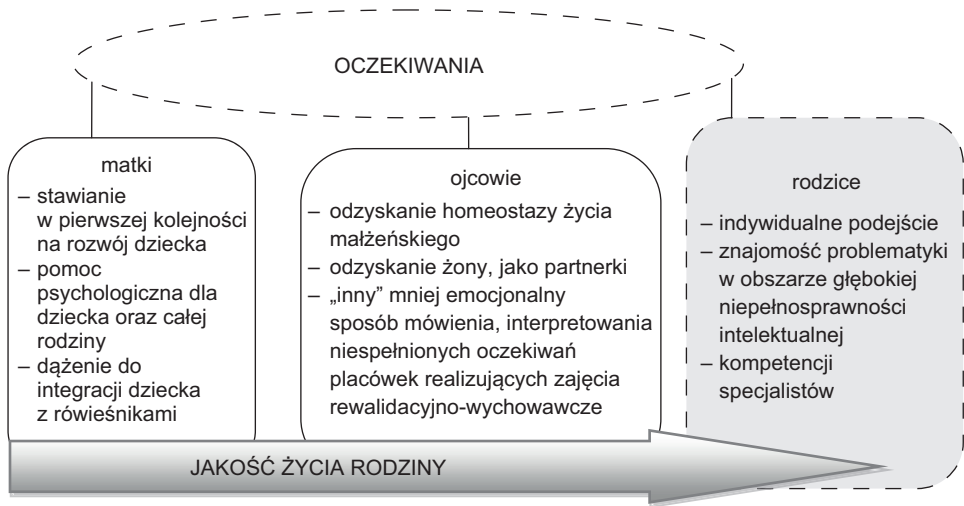 OCZEKIWANIA
matki
– stawianie
w pierwszej kolejności
na rozwój dziecka
– pomoc
psychologiczna dla
dziecka oraz całej
rodziny
– dążenie do
integracji dziecka
z rówieśnikami
ojcowie
– odzyskanie homeostazy życia
małżeńskiego
– odzyskanie żony, jako partnerki
– „inny” mniej emocjonalny
sposób mówienia, interpretowania
niespełnionych oczekiwań
placówek realizujących zajęcia
rewalidacyjno-wychowawcze
rodzice
– indywidualne podejście
– znajomość problematyki
w obszarze głębokiej
niepełnosprawności
intelektualnej
– kompetencji
specjalistów
JAKOŚĆ ŻYCIA RODZINY